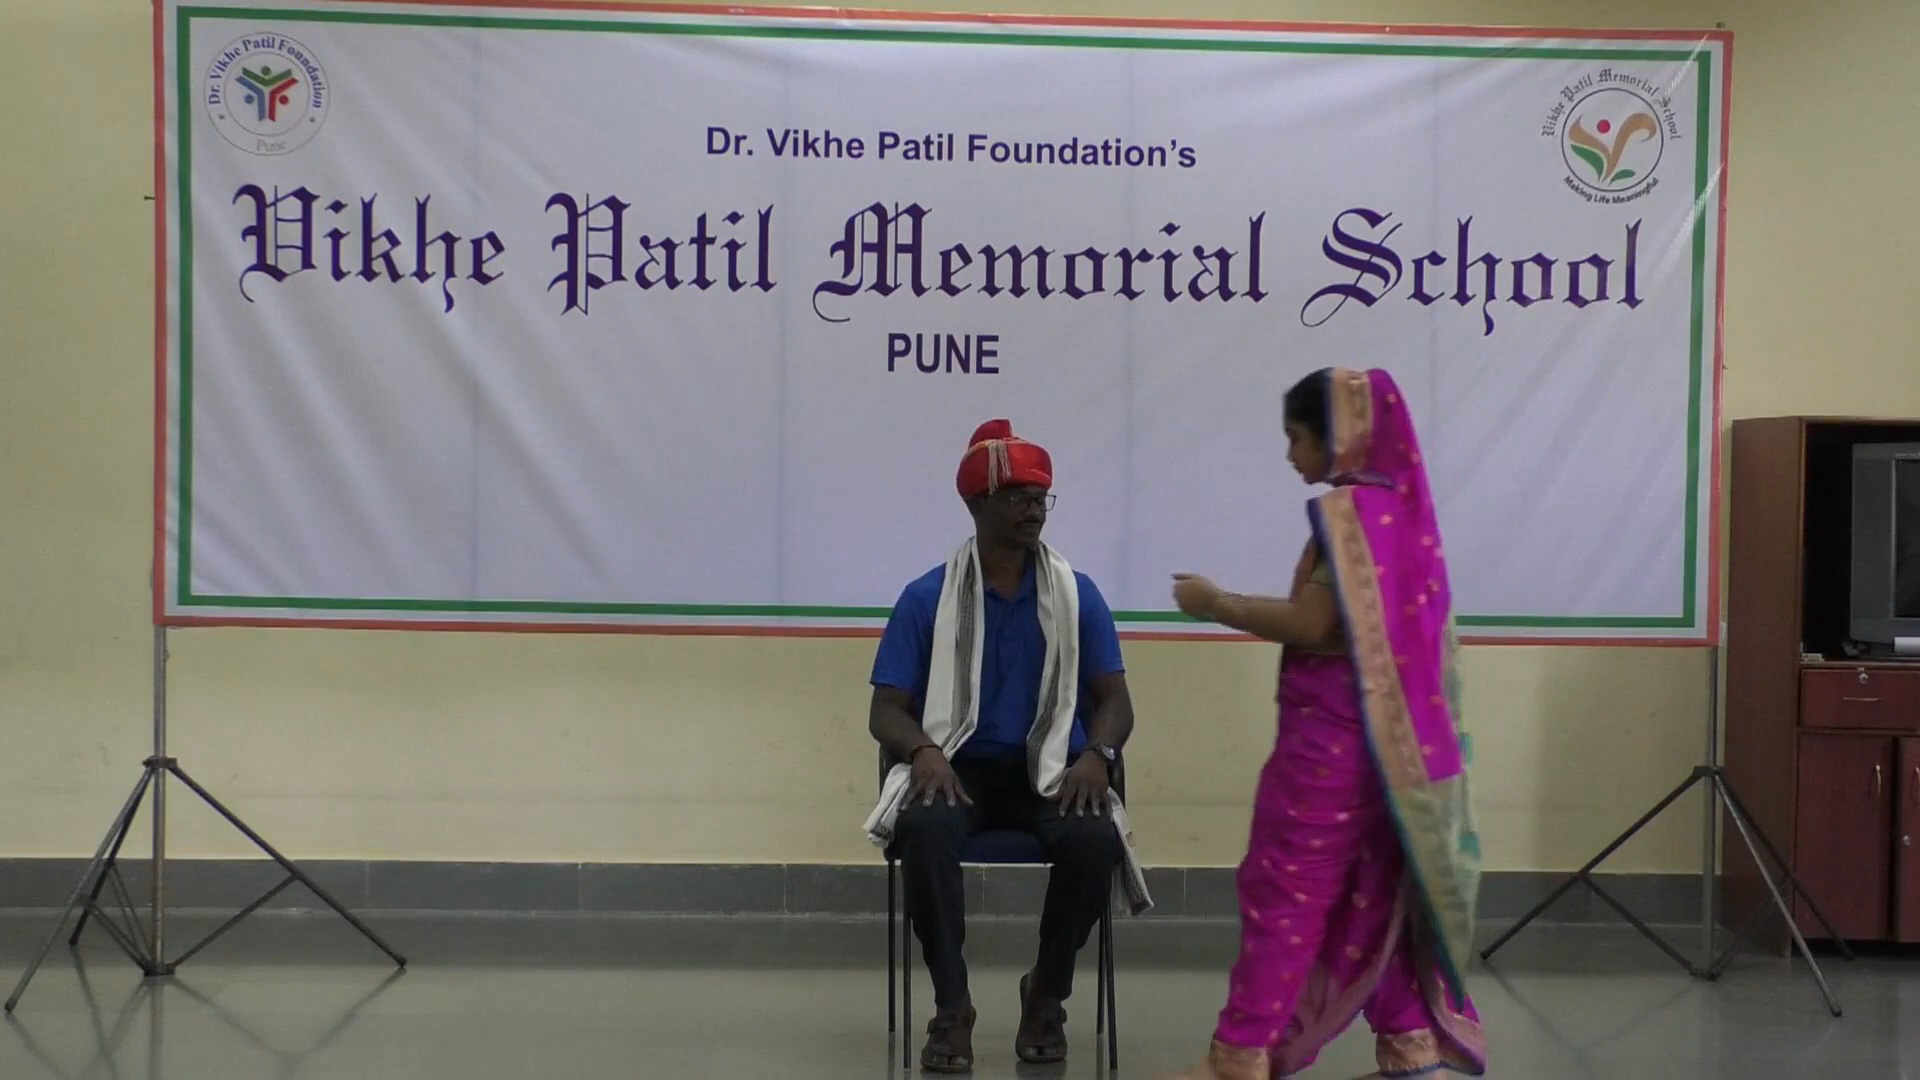 Dr. Vikhe Patil Foundation
Pune
Vikhe Patil Memorial School
Making Life Meaningful
Dr. Vikhe Patil Foundation's
Vikhe Patil Memorial School
PUNE